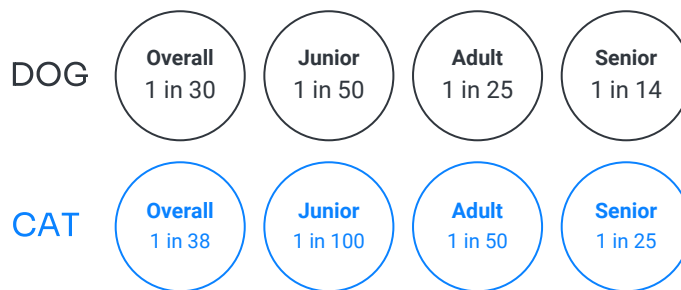 DOG
Overall
1 in 30
Junior
1 in 50
Adult
1 in 25
Senior
1 in 14
CAT
Overall
1 in 38
Junior
1 in 100
Adult
1 in 50
Senior
1 in 25